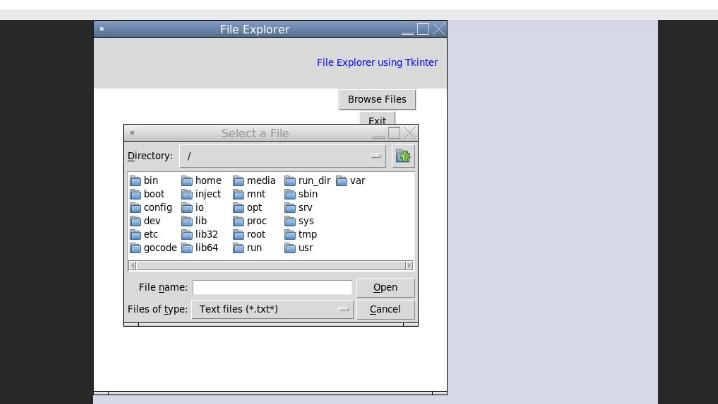 File Explorer
File Explorer using Tkinter
Browse Files
Exit
Select a File
Directory: /
bin home media run_dir var
boot inject mnt sbin
config io opt srv
dev lib proc sys
etc lib32 root tmp
gocode lib64 run usr
File name: Open
Files of type: Text files (*.txt*) Cancel